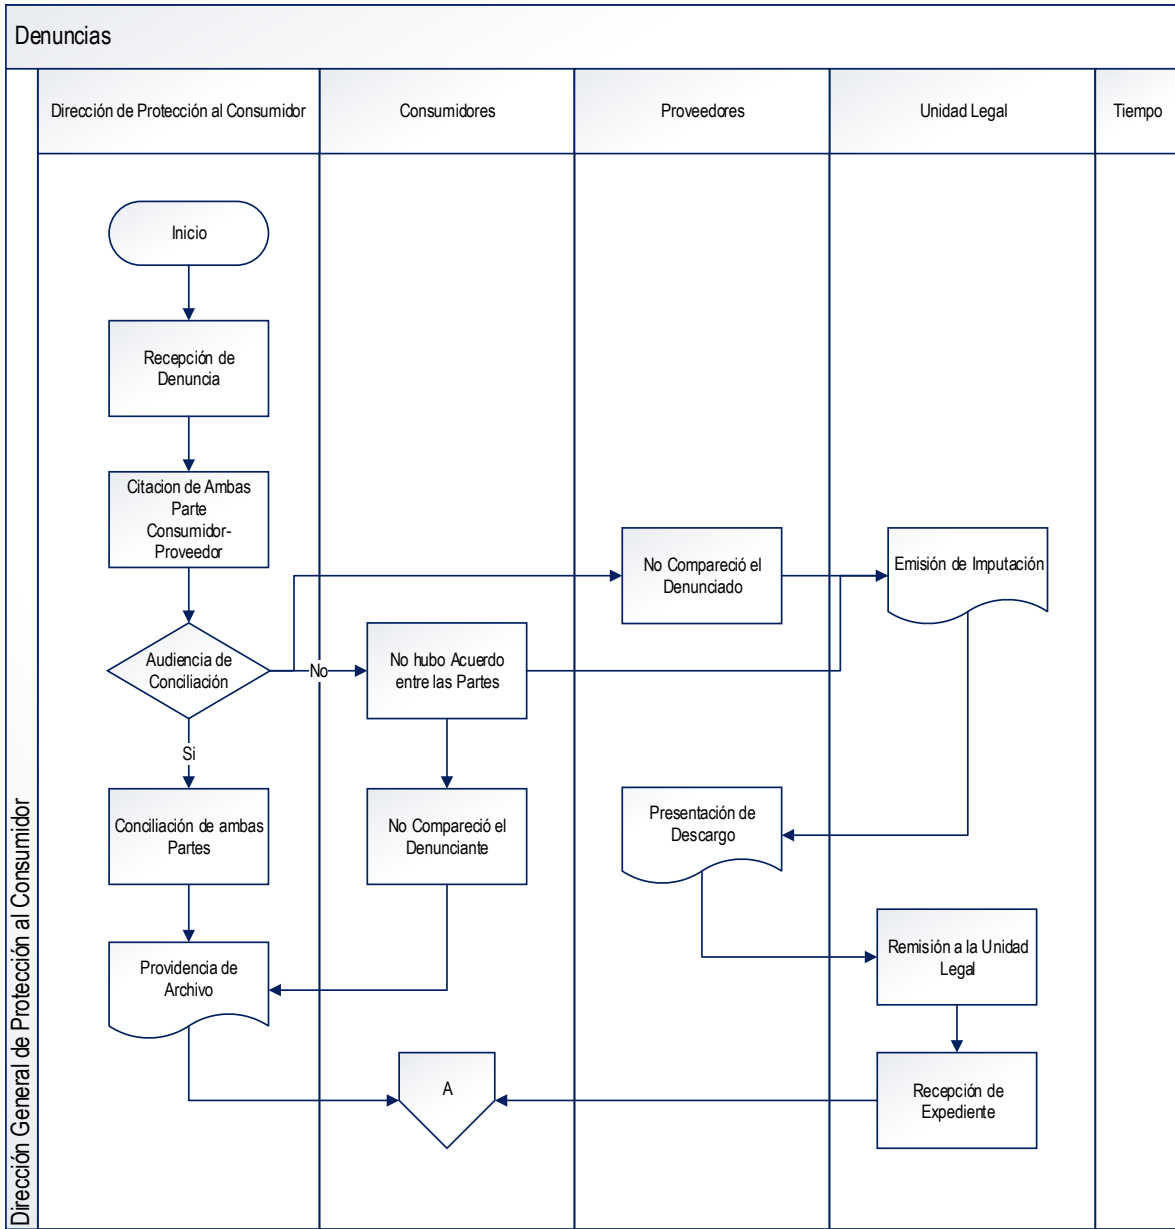 Denuncias
Dirección General de Protección al Consumidor
Dirección de Protección al Consumidor
Consumidores
Proveedores
Unidad Legal
Tiempo
Inicio
Recepción de
Denuncia
Citacion de Ambas
Parte
Consumidor-
Proveedor
No Compareció el
Denunciado
Emisión de Imputación
Audiencia de
Conciliación
No
No hubo Acuerdo
entre las Partes
Si
Conciliación de ambas
Partes
No Compareció el
Denunciante
Presentación de
Descargo
Providencia de
Archivo
Remisión a la Unidad
Legal
A
Recepción de
Expediente